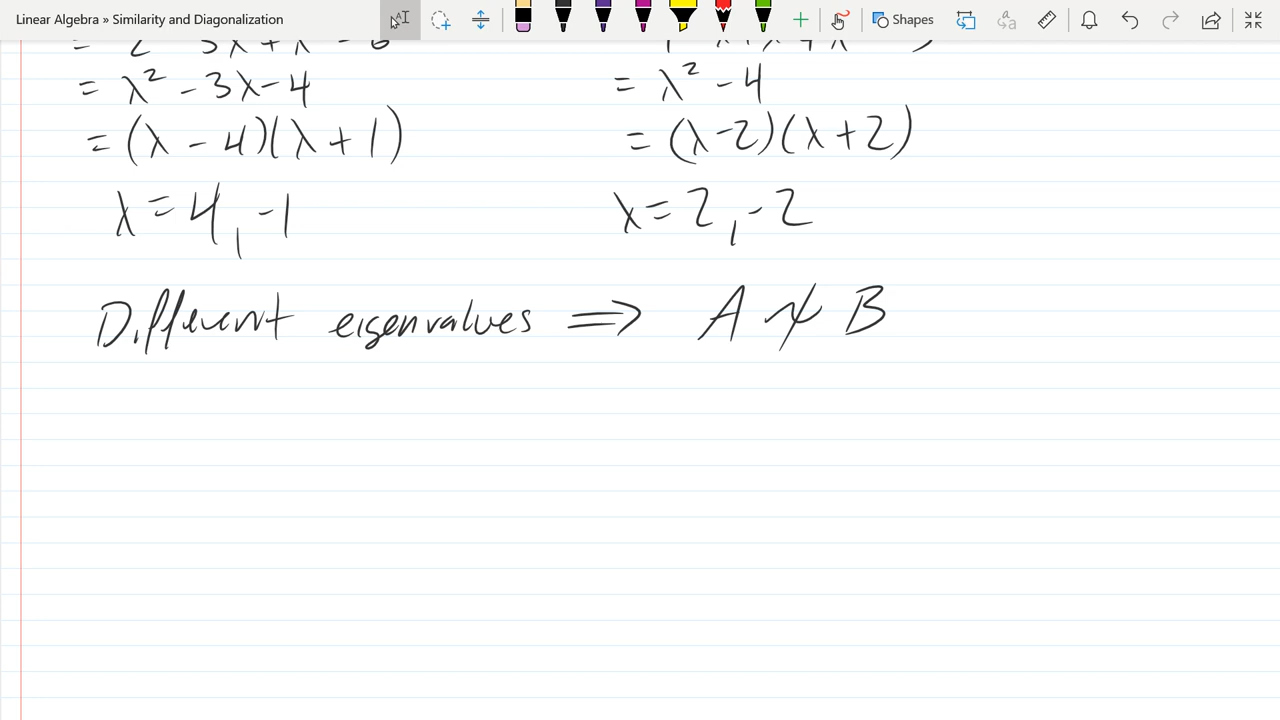 Linear Algebra » Similarity and Diagonalization
Shapes
= λ² - 3λ - 4
= λ² - 4
= (λ - 4)(λ + 1)
= (λ - 2)(λ + 2)
λ = 4, -1
λ = 2, -2
Different eigenvalues ⟹ A ≁ B